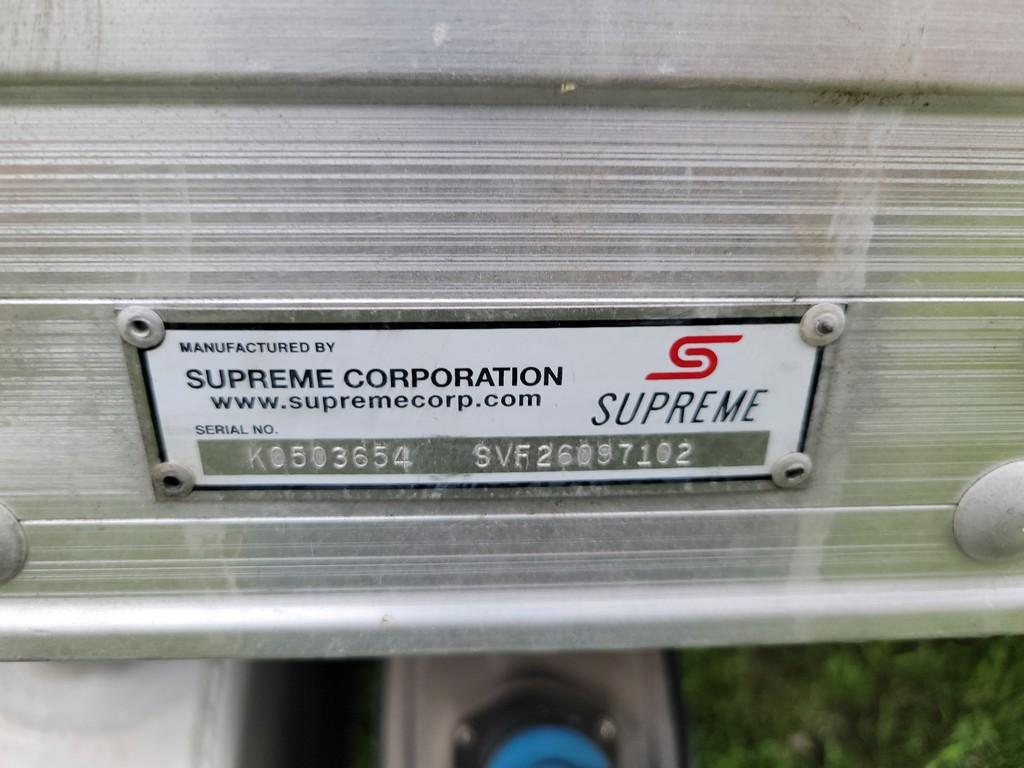 MANUFACTURED BY
SUPREME CORPORATION
www.supremecorp.com
SUPREME
SERIAL NO.
K0503654 SVF26097102